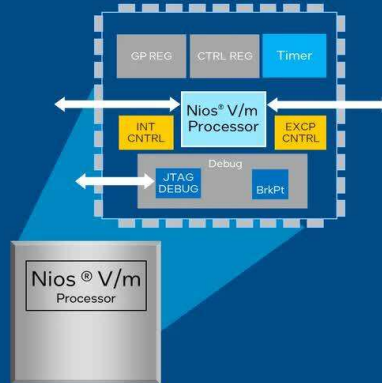 GP REG
CTRL REG
Timer
Nios® V/m
Processor
INT
CNTRL
EXCP
CNTRL
Debug
JTAG
DEBUG
BrkPt
Nios ® V/m
Processor